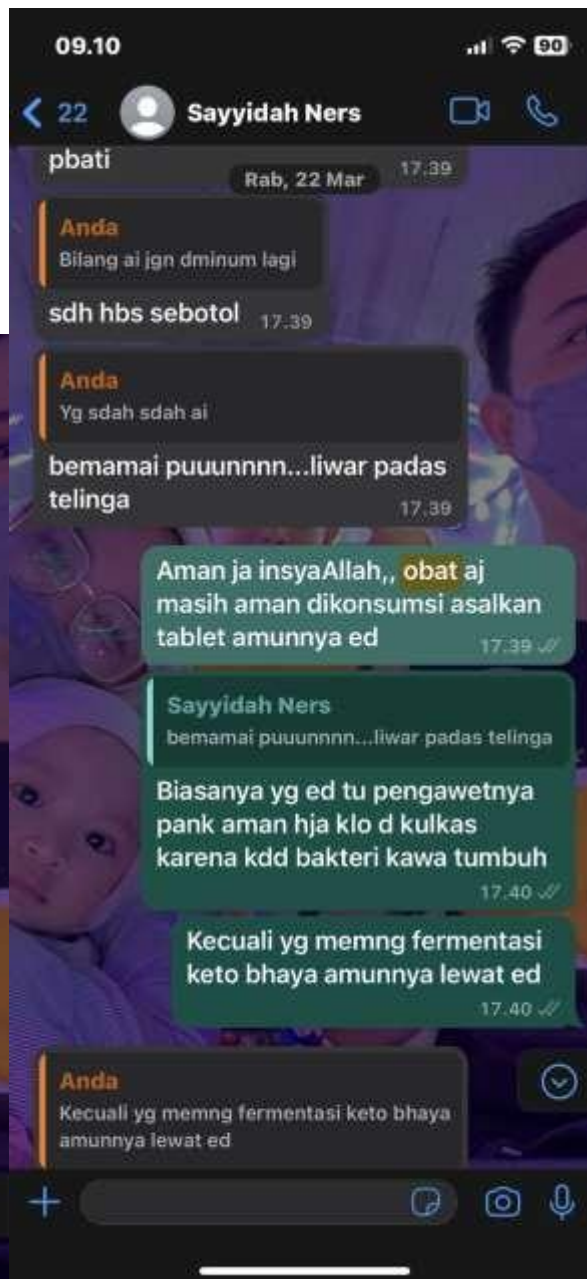 09.10
90
22
Sayyidah Ners
pbati
17.39
Rab, 22 Mar
Anda
Bilang ai jgn dminum lagi
sdh hbs sebotol 17.39
Anda
Yg sdah sdah ai
bemamai puuunnnn...liwar padas
telinga
17.39
Aman ja insyaAllah,, obat aj
masih aman dikonsumsi asalkan
tablet amunnya ed
17.39
Sayyidah Ners
bemamai puuunnnn...liwar padas telinga
Biasanya yg ed tu pengawetnya
pank aman hja klo d kulkas
karena kdd bakteri kawa tumbuh
17.40
Kecuali yg memng fermentasi
keto bhaya amunnya lewat ed
17.40
Anda
Kecuali yg memng fermentasi keto bhaya
amunnya lewat ed